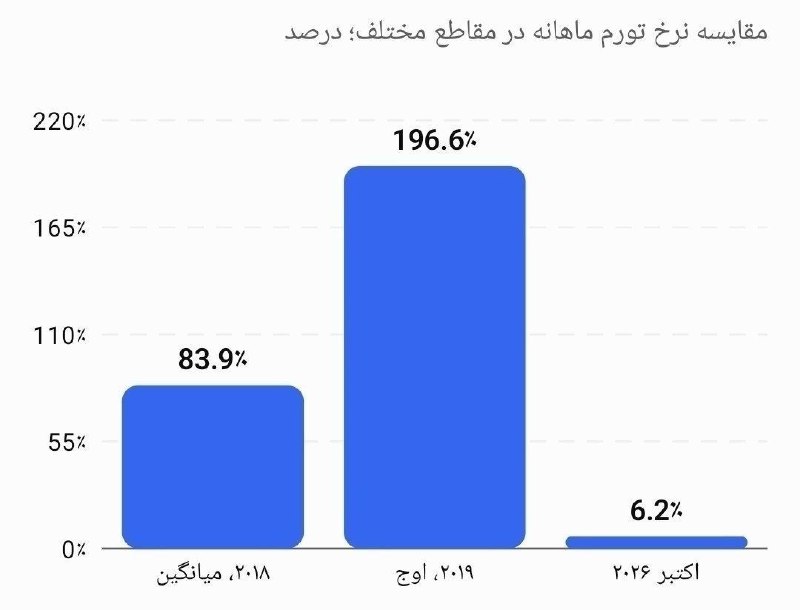 مقایسه نرخ تورم ماهانه در مقاطع مختلف؛ درصد
220٪
196.6٪
165٪
110٪
83.9٪
55٪
6.2٪
0٪
۲۰۱۸، میانگین
۲۰۱۹، اوج
اکتبر ۲۰۲۶